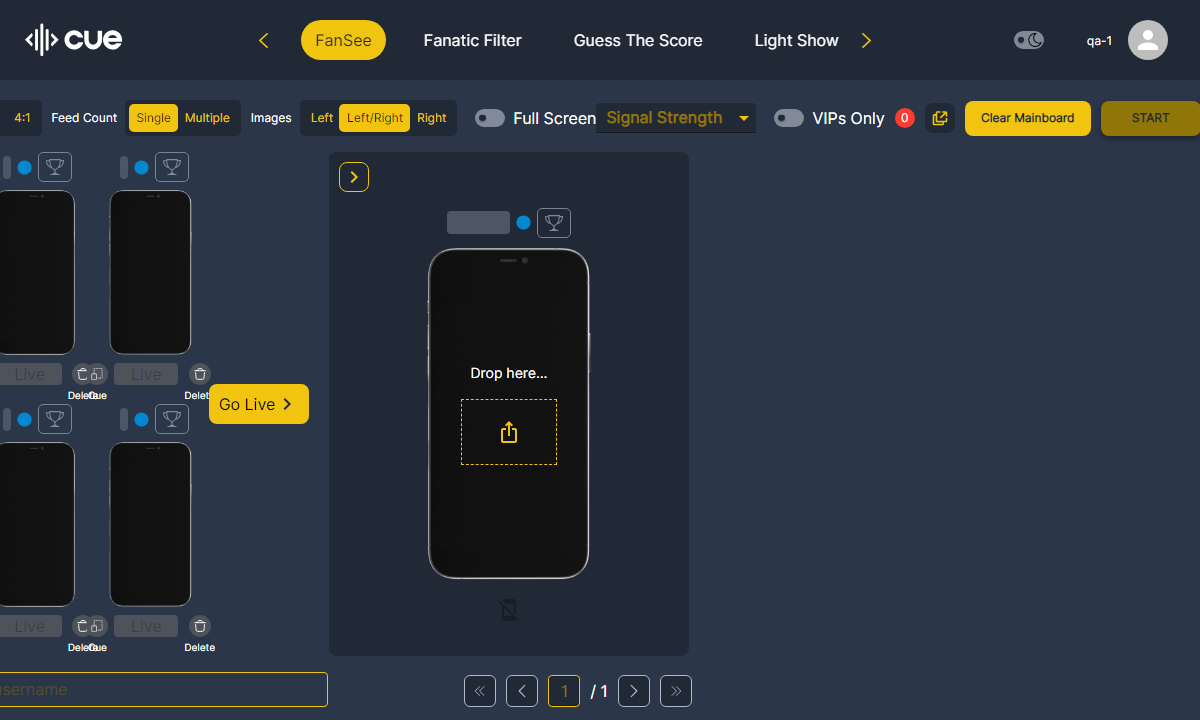 cue
FanSee
Fanatic Filter
Guess The Score
Light Show
qa-1
4:1
Feed Count
Single
Multiple
Images
Left
Left/Right
Right
Full Screen
Signal Strength
VIPs Only
0
Clear Mainboard
START
Live
Delete
Cue
Live
Delete
Go Live
Drop here...
Live
Delete
Cue
Live
Delete
username
1
/ 1